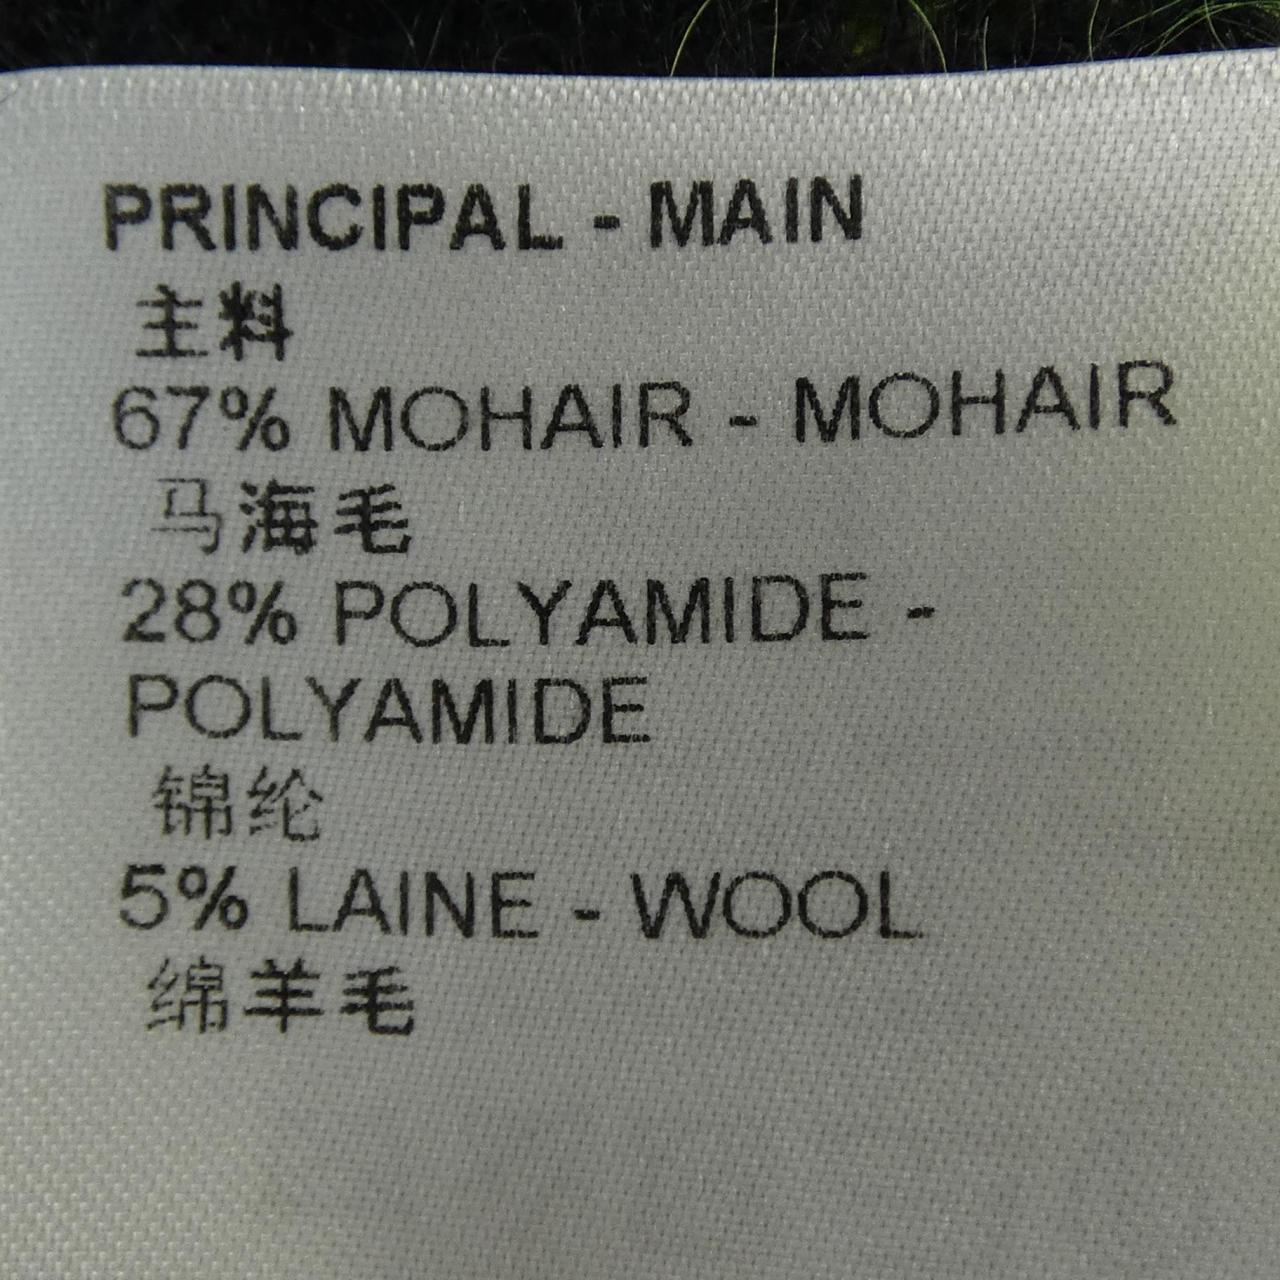 PRINCIPAL - MAIN
主料
67% MOHAIR - MOHAIR
马海毛
28% POLYAMIDE -
POLYAMIDE
锦纶
5% LAINE - WOOL
绵羊毛